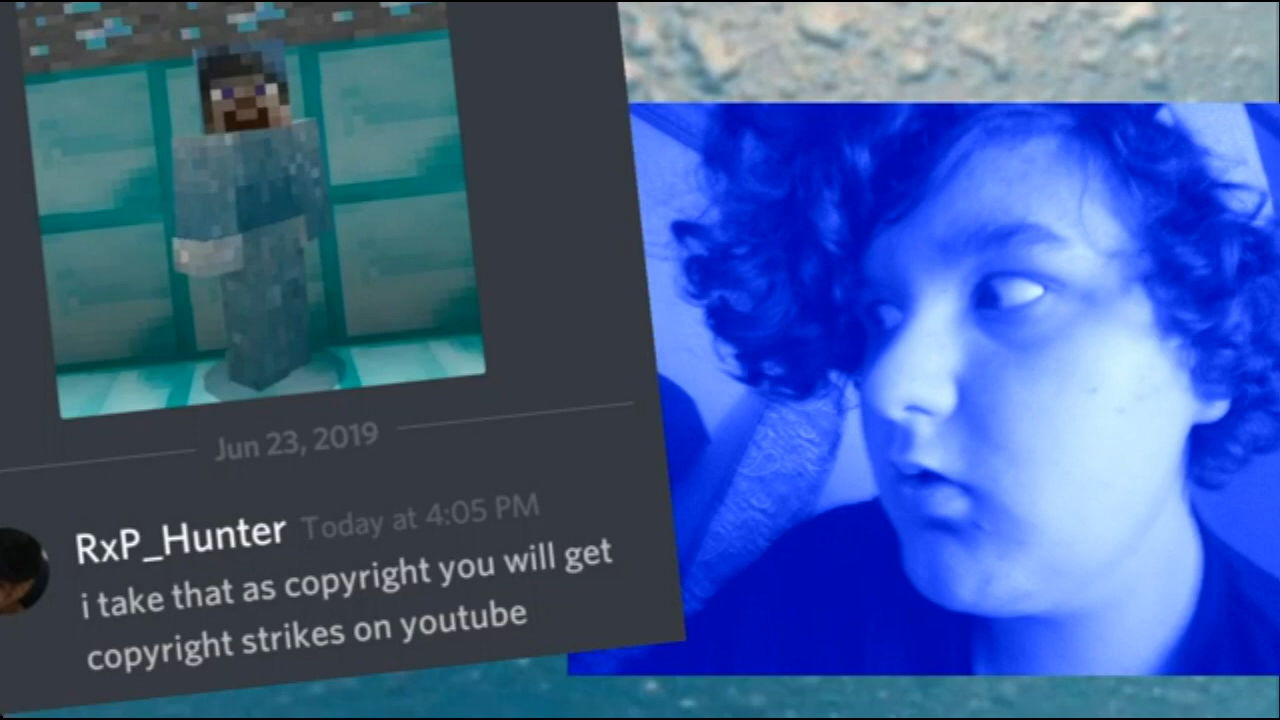 Jun 23, 2019
RxP_Hunter Today at 4:05 PM
i take that as copyright you will get
copyright strikes on youtube